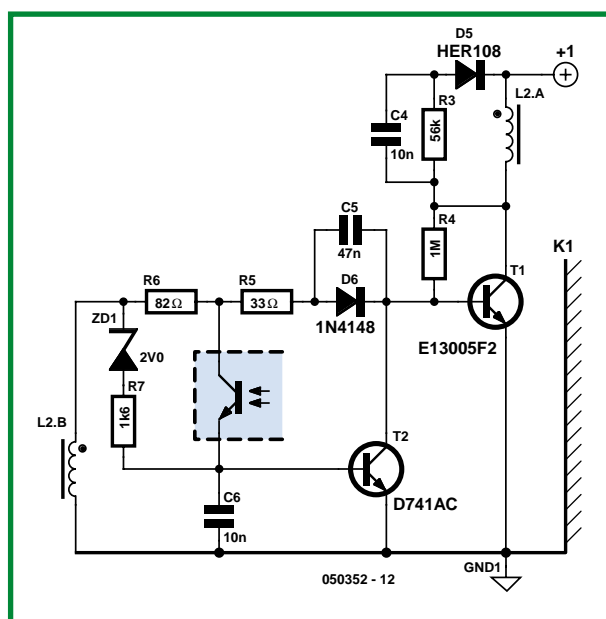 D5
HER108
+1
L2.A
R3
56k
C4
10n
R4
1M
K1
C5
47n
T1
D6
1N4148
E13005F2
R6
82Ω
R5
33Ω
ZD1
2V0
R7
1k6
L2.B
T2
D741AC
C6
10n
GND1
050352 - 12